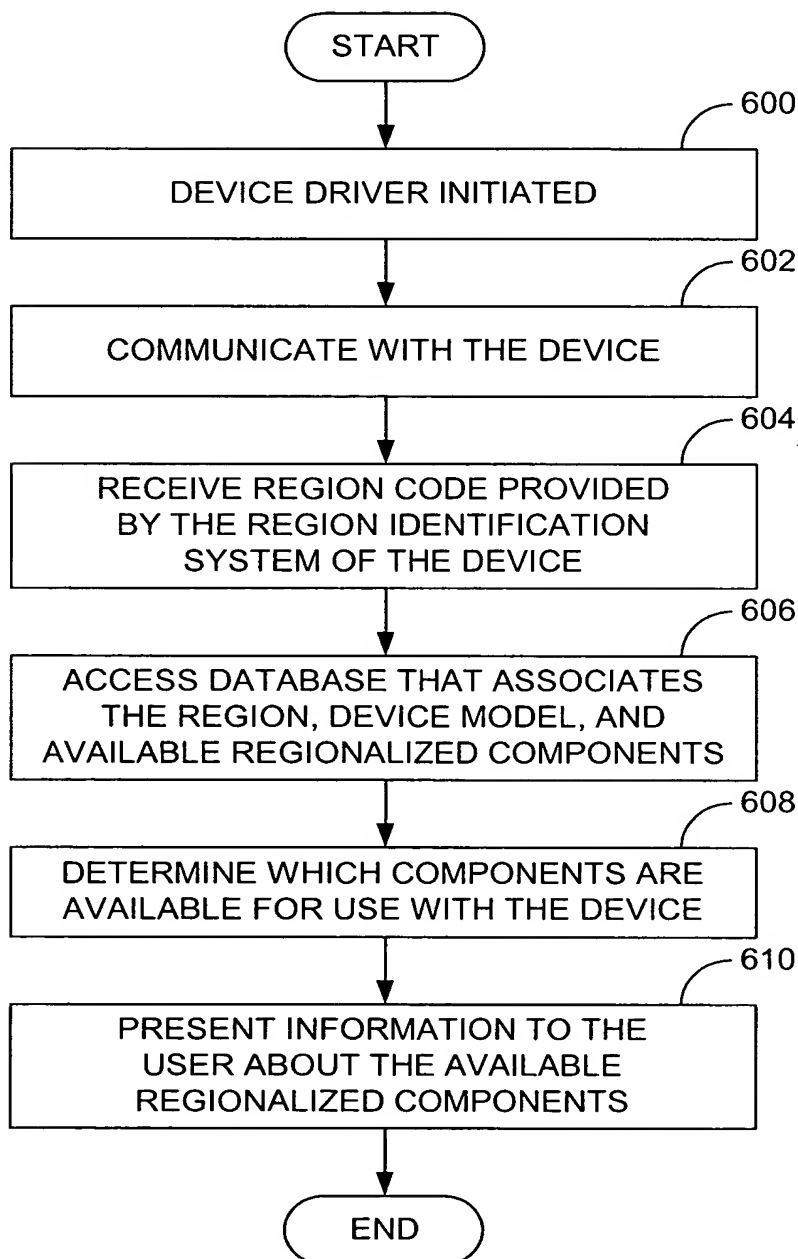 START
600
DEVICE DRIVER INITIATED
602
COMMUNICATE WITH THE DEVICE
604
RECEIVE REGION CODE PROVIDED
BY THE REGION IDENTIFICATION
SYSTEM OF THE DEVICE
606
ACCESS DATABASE THAT ASSOCIATES
THE REGION, DEVICE MODEL, AND
AVAILABLE REGIONALIZED COMPONENTS
608
DETERMINE WHICH COMPONENTS ARE
AVAILABLE FOR USE WITH THE DEVICE
610
PRESENT INFORMATION TO THE
USER ABOUT THE AVAILABLE
REGIONALIZED COMPONENTS
END